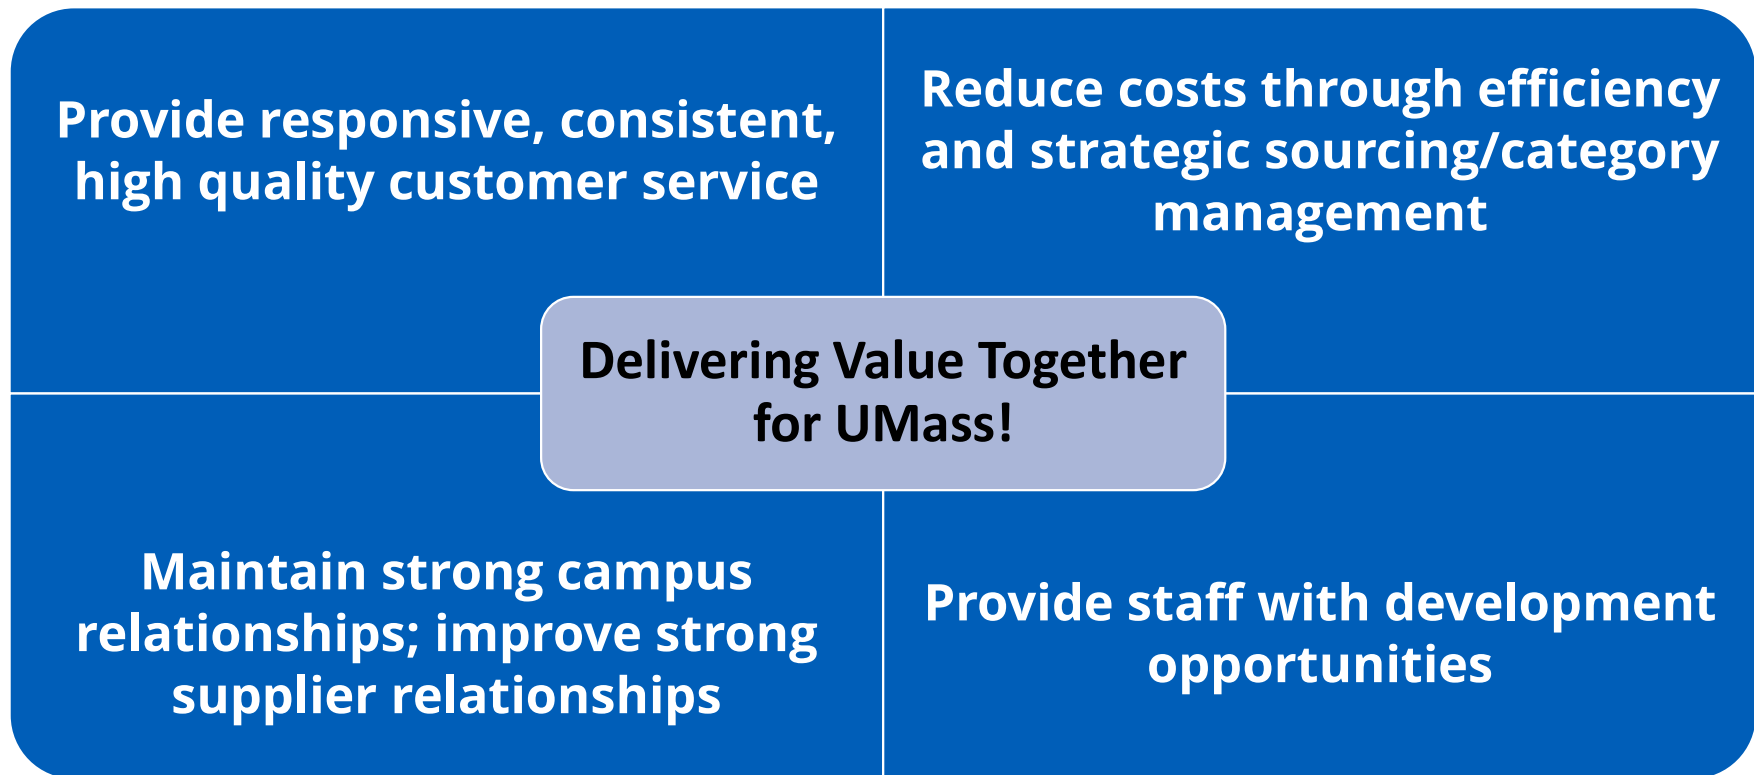 Provide responsive, consistent,
high quality customer service
Reduce costs through efficiency
and strategic sourcing/category
management
Delivering Value Together
for UMass!
Maintain strong campus
relationships; improve strong
supplier relationships
Provide staff with development
opportunities